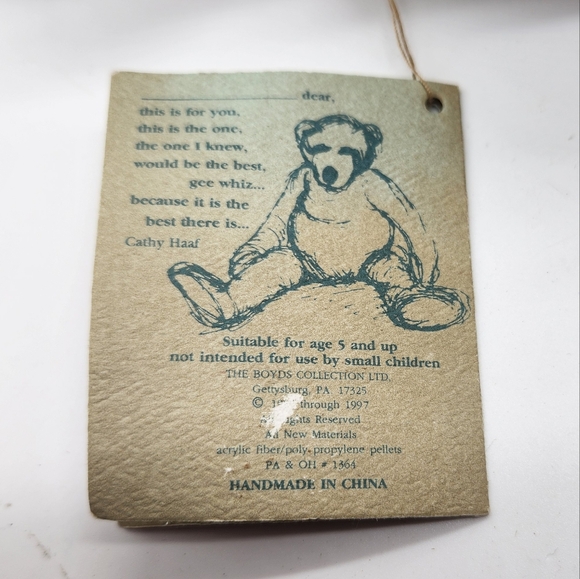 dear,
this is for you.
this is the one.
the one I knew,
would be the best,
gee whiz...
because it is the
best there is...
Cathy Haaf
Suitable for age 5 and up
not intended for use by small children
THE BOYDS COLLECTION LTD.
Gettysburg, PA 17325
© through 1997
Reserved
All New Materials
acrylic fiber/poly-propylene pellets
PA & OH # 1364
HANDMADE IN CHINA